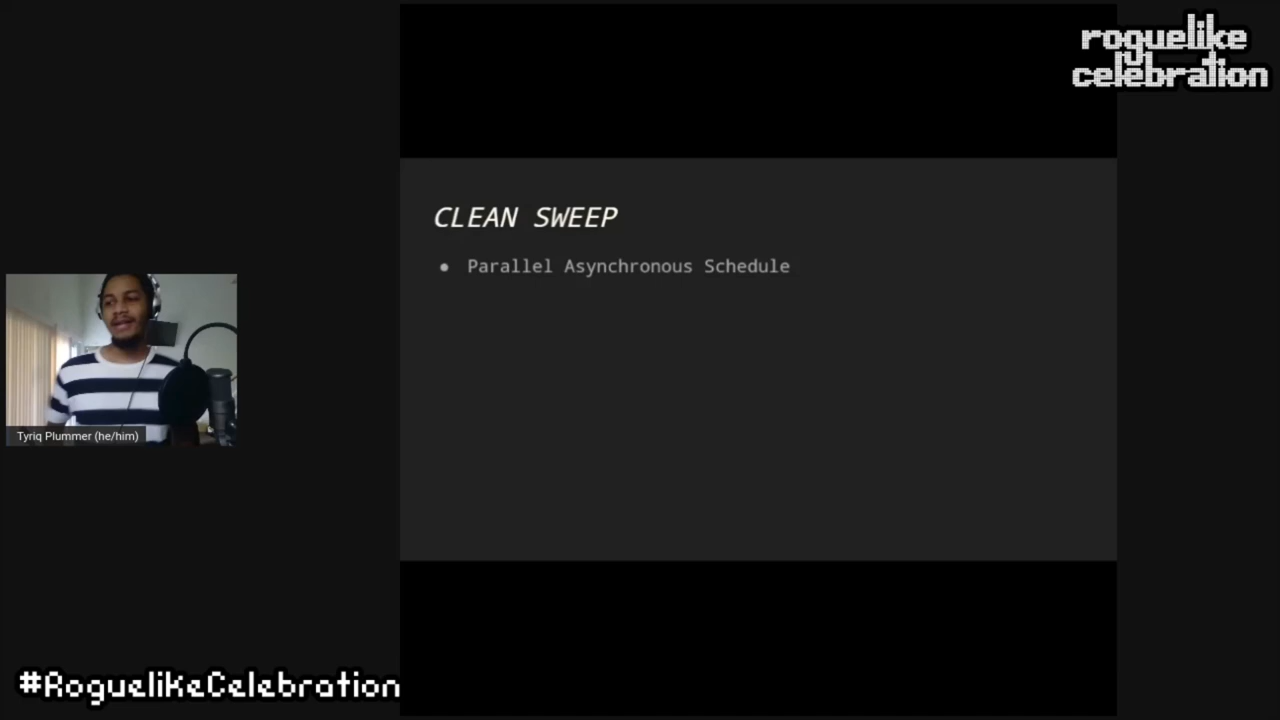 roguelike
celebration
CLEAN SWEEP
● Parallel Asynchronous Schedule
Tyriq Plummer (he/him)
#RoguelikeCelebration